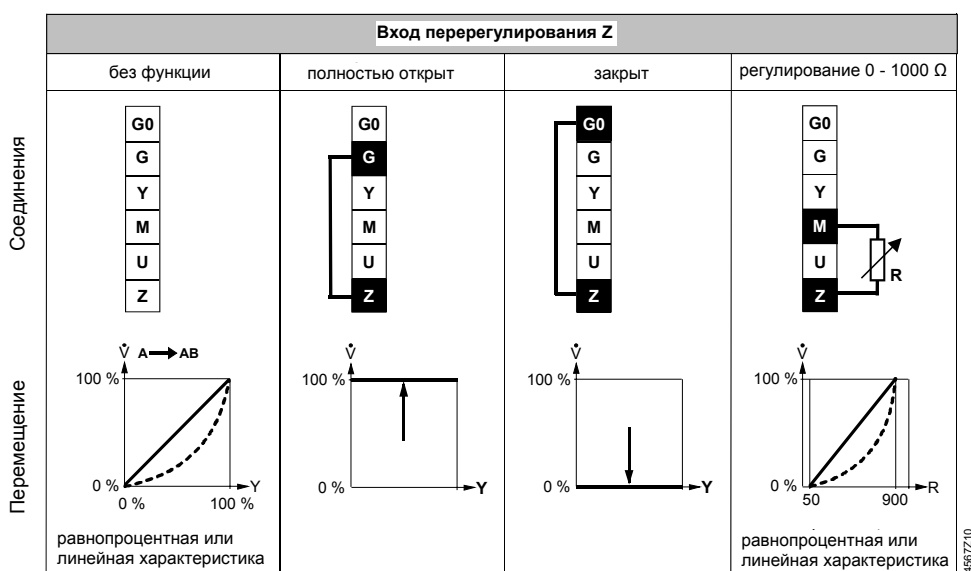 Вход перерегулирования Z
без функции
полностью открыт
закрыт
регулирование 0 - 1000 Ω
Соединения
G0
G
Y
M
U
Z
G0
G
Y
M
U
Z
G0
G
Y
M
U
Z
G0
G
Y
M
U
Z
R
Перемещение
V̇ A AB
100 %
0 %
0 % 100 %
Y
равнопроцентная или
линейная характеристика
V̇
100 %
0 %
Y
V̇
100 %
0 %
Y
V̇
100 %
0 %
50 900
R
равнопроцентная или
линейная характеристика
4567Z10